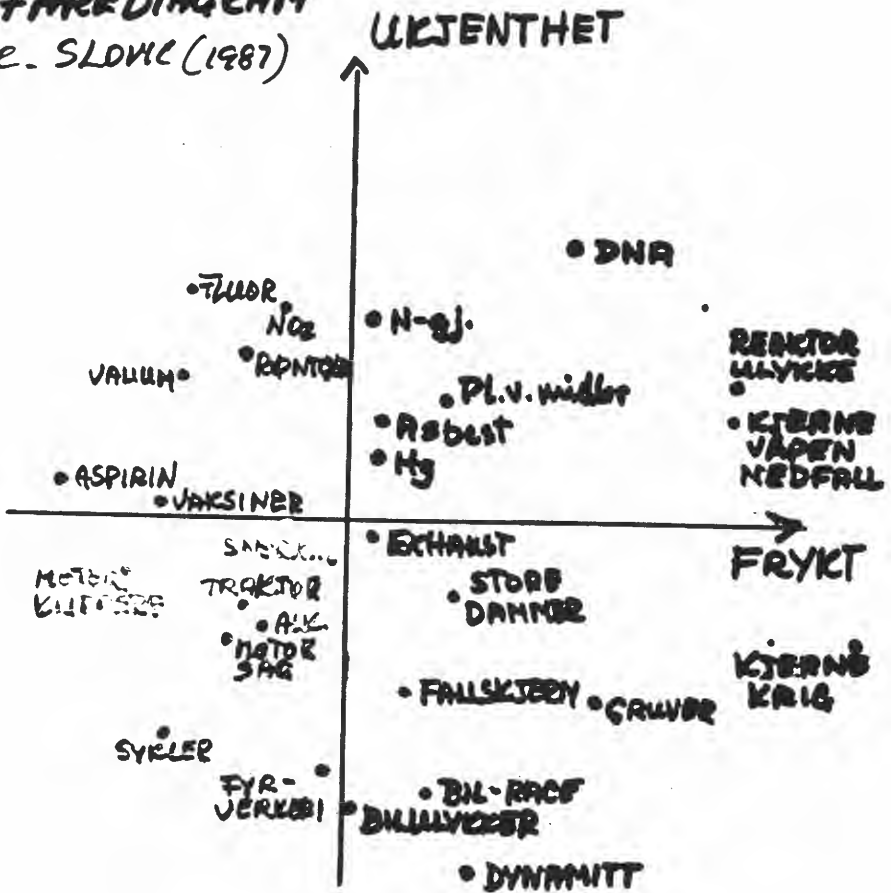 UKJENTHET
e. SLOVIC (1987)
• DNA
• FLUOR
NO2
• N-gj.
• RØNTGEN
REAKTOR
ULYKKE
VALIUM •
• Pl.v. midler
• Asbest
• KJERNE
VÅPEN
NEDFALL
• Hg
• ASPIRIN
• VAKSINER
• EXHAUST
FRYKT
MOTOR
TRAKTOR
STORE
DAMMER
• ALK.
• MOTOR
SAG
KJERNE
KRIG
• FALLSKJERM
• GRUVER
SYKLER
FYR-
VERKERI
• BIL-RACE
BILULYKKER
• DYNAMITT